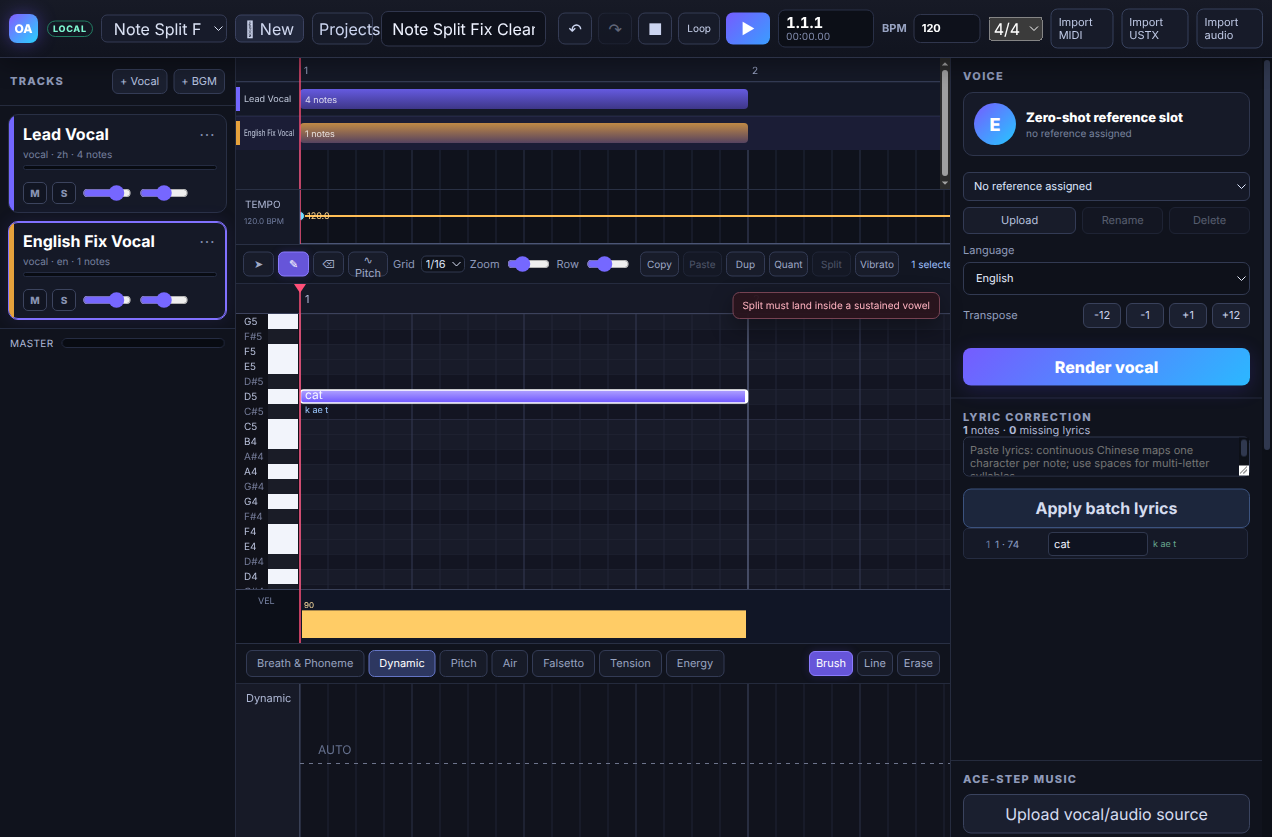 OA
LOCAL
Note Split F
New
Projects
Note Split Fix Clear
Loop
1.1.1
00:00.00
BPM
120
4/4
Import MIDI
Import USTX
Import audio
TRACKS
+ Vocal
+ BGM
Lead Vocal
...
vocal · zh · 4 notes
M
S
English Fix Vocal
...
vocal · en · 1 notes
M
S
MASTER
1
2
Lead Vocal
4 notes
English Fix Vocal
1 notes
TEMPO
120.0 BPM
120.0
Pitch
Grid
1/16
Zoom
Row
Copy
Paste
Dup
Quant
Split
Vibrato
1 selecte
1
Split must land inside a sustained vowel
G5
F#5
F5
E5
D#5
D5
C#5
C5
B4
A#4
A4
G#4
G4
F#4
F4
E4
D#4
D4
cat
k ae t
VEL
90
Breath & Phoneme
Dynamic
Pitch
Air
Falsetto
Tension
Energy
Brush
Line
Erase
Dynamic
AUTO
VOICE
E
Zero-shot reference slot
no reference assigned
No reference assigned
Upload
Rename
Delete
Language
English
Transpose
-12
-1
+1
+12
Render vocal
LYRIC CORRECTION
1 notes · 0 missing lyrics
Paste lyrics: continuous Chinese maps one
character per note; use spaces for multi-letter
Apply batch lyrics
1 1 · 74
cat
k ae t
ACE-STEP MUSIC
Upload vocal/audio source